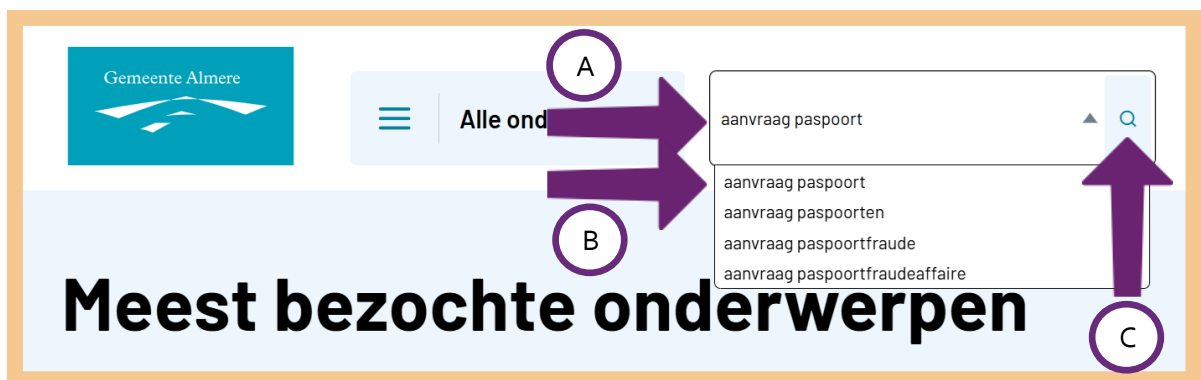 Gemeente Almere
A
Alle ond
aanvraag paspoort
aanvraag paspoort
aanvraag paspoorten
B
aanvraag paspoortfraude
aanvraag paspoortfraudeaffaire
Meest bezochte onderwerpen
C